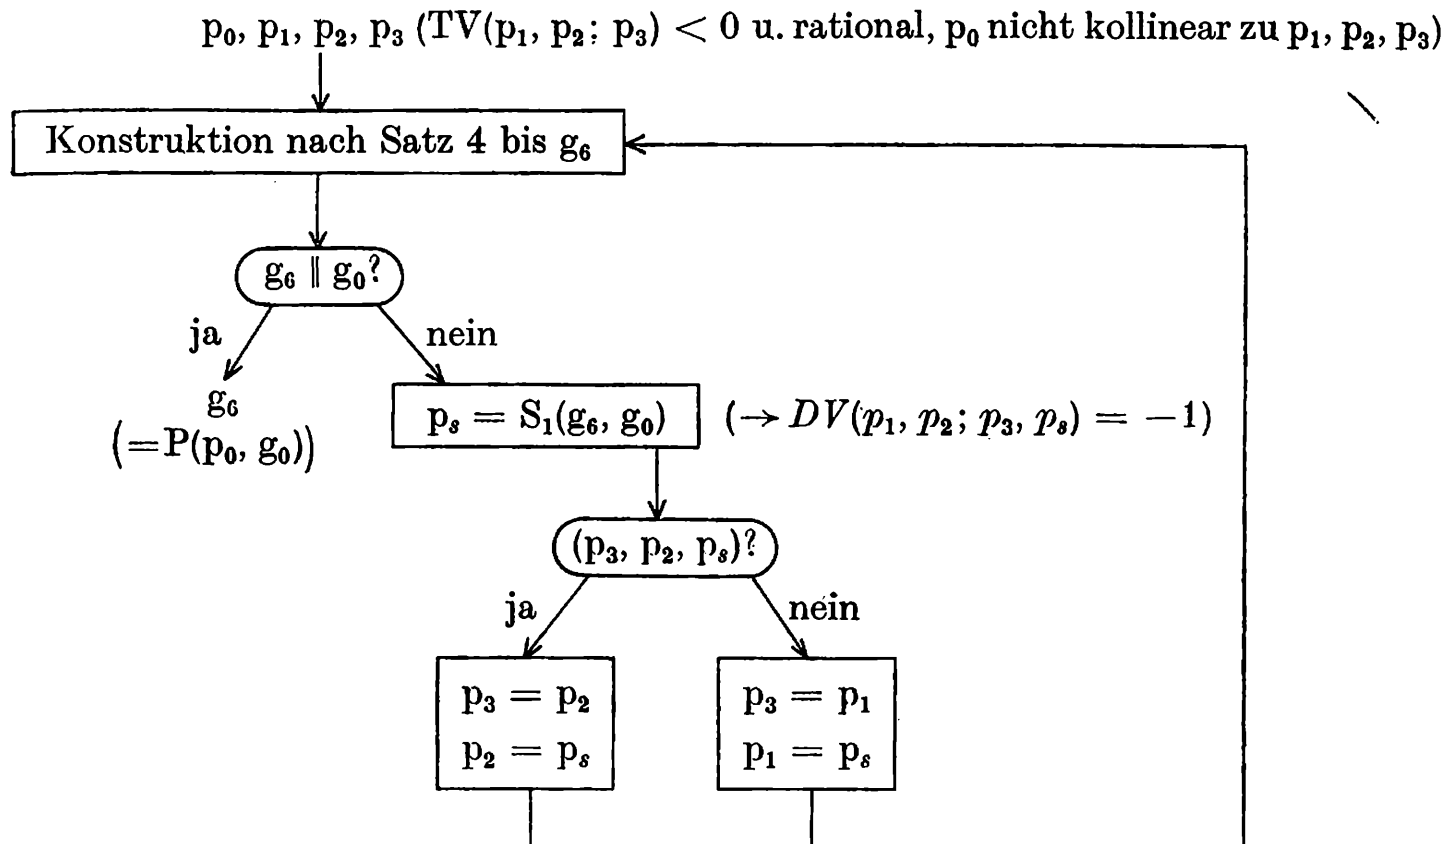 p₀, p₁, p₂, p₃ (TV(p₁, p₂; p₃) < 0 u. rational, p₀ nicht kollinear zu p₁, p₂, p₃)
Konstruktion nach Satz 4 bis g₆
g₆ ∥ g₀?
ja
nein
g₆
(=P(p₀, g₀))
pₛ = S₁(g₆, g₀)
(→ DV(p₁, p₂; p₃, pₛ) = −1)
(p₃, p₂, pₛ)?
ja
nein
p₃ = p₂
p₂ = pₛ
p₃ = p₁
p₁ = pₛ